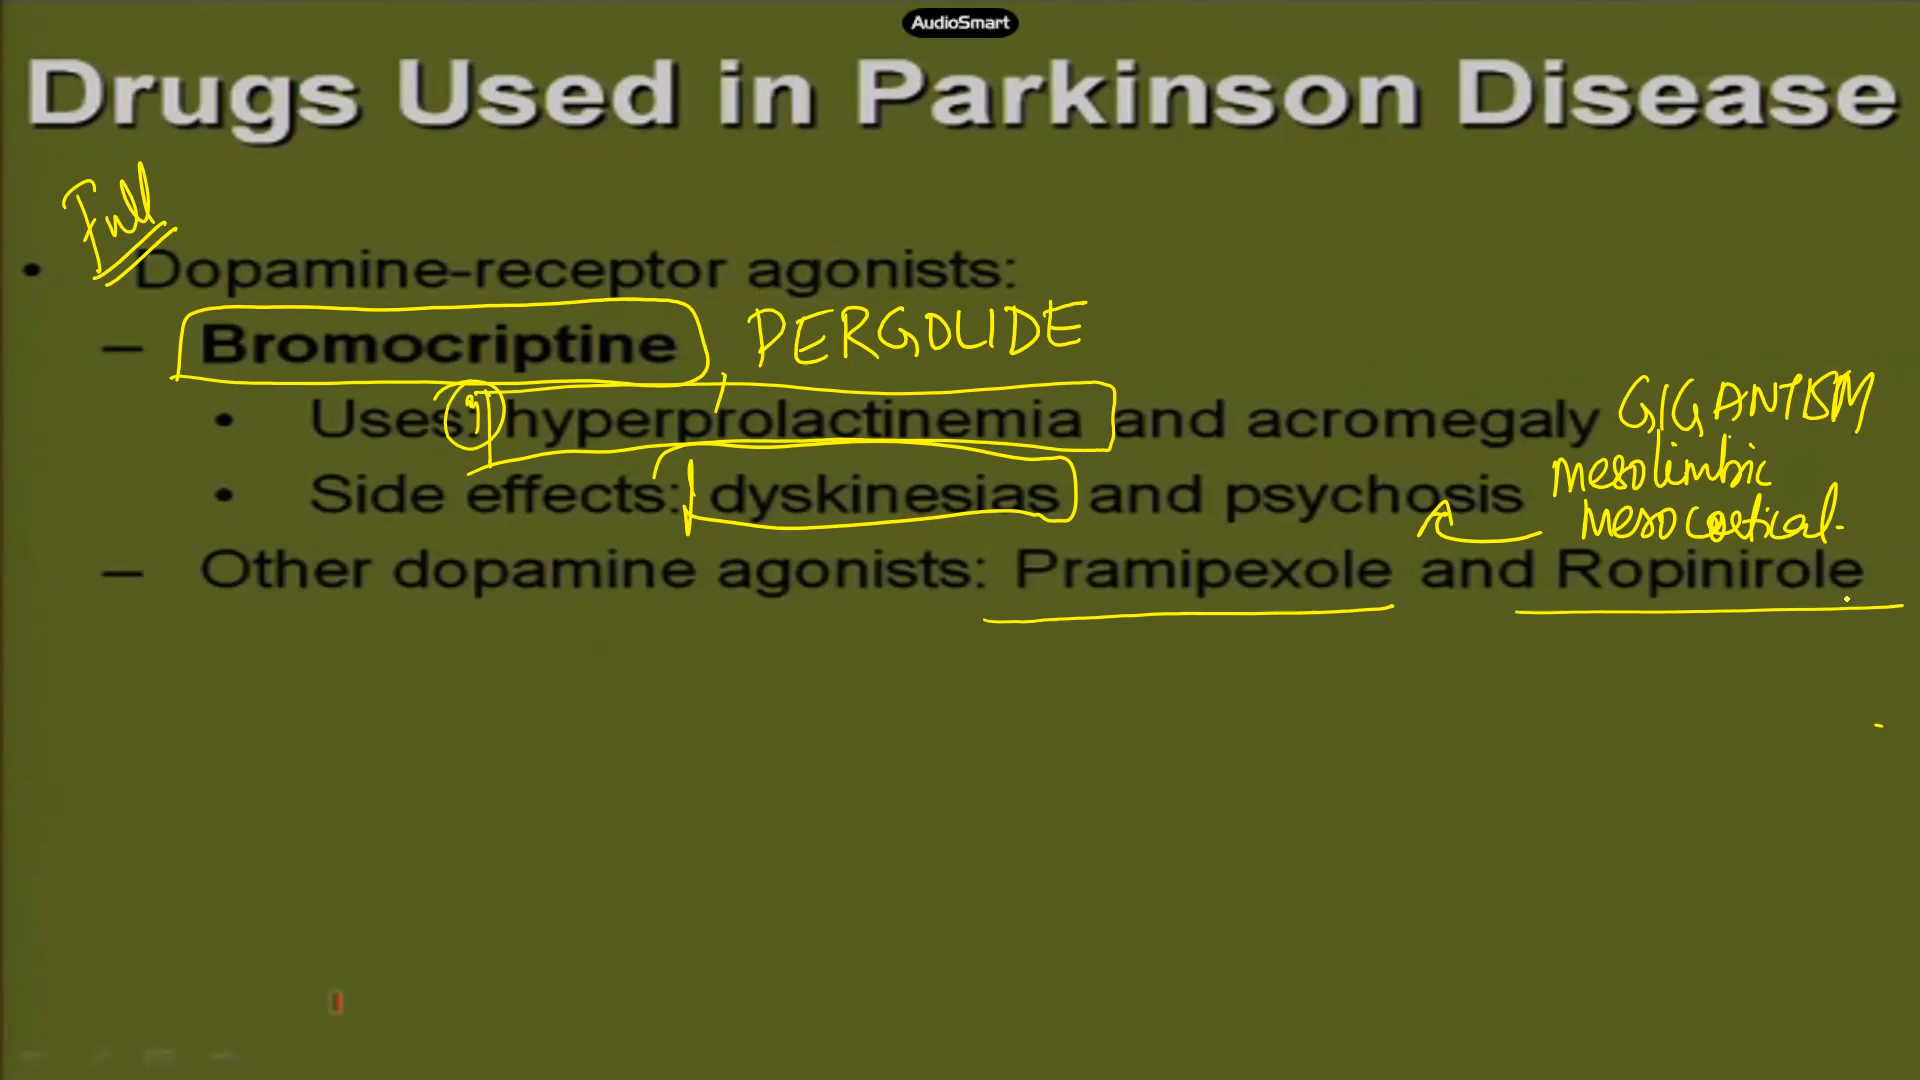 AudioSmart
Drugs Used in Parkinson Disease
Full
• Dopamine-receptor agonists:
– Bromocriptine, PERGOLIDE
• Uses: hyperprolactinemia and acromegaly GIGANTISM
mesolimbic
• Side effects: dyskinesias and psychosis mesocortical.
– Other dopamine agonists: Pramipexole and Ropinirole